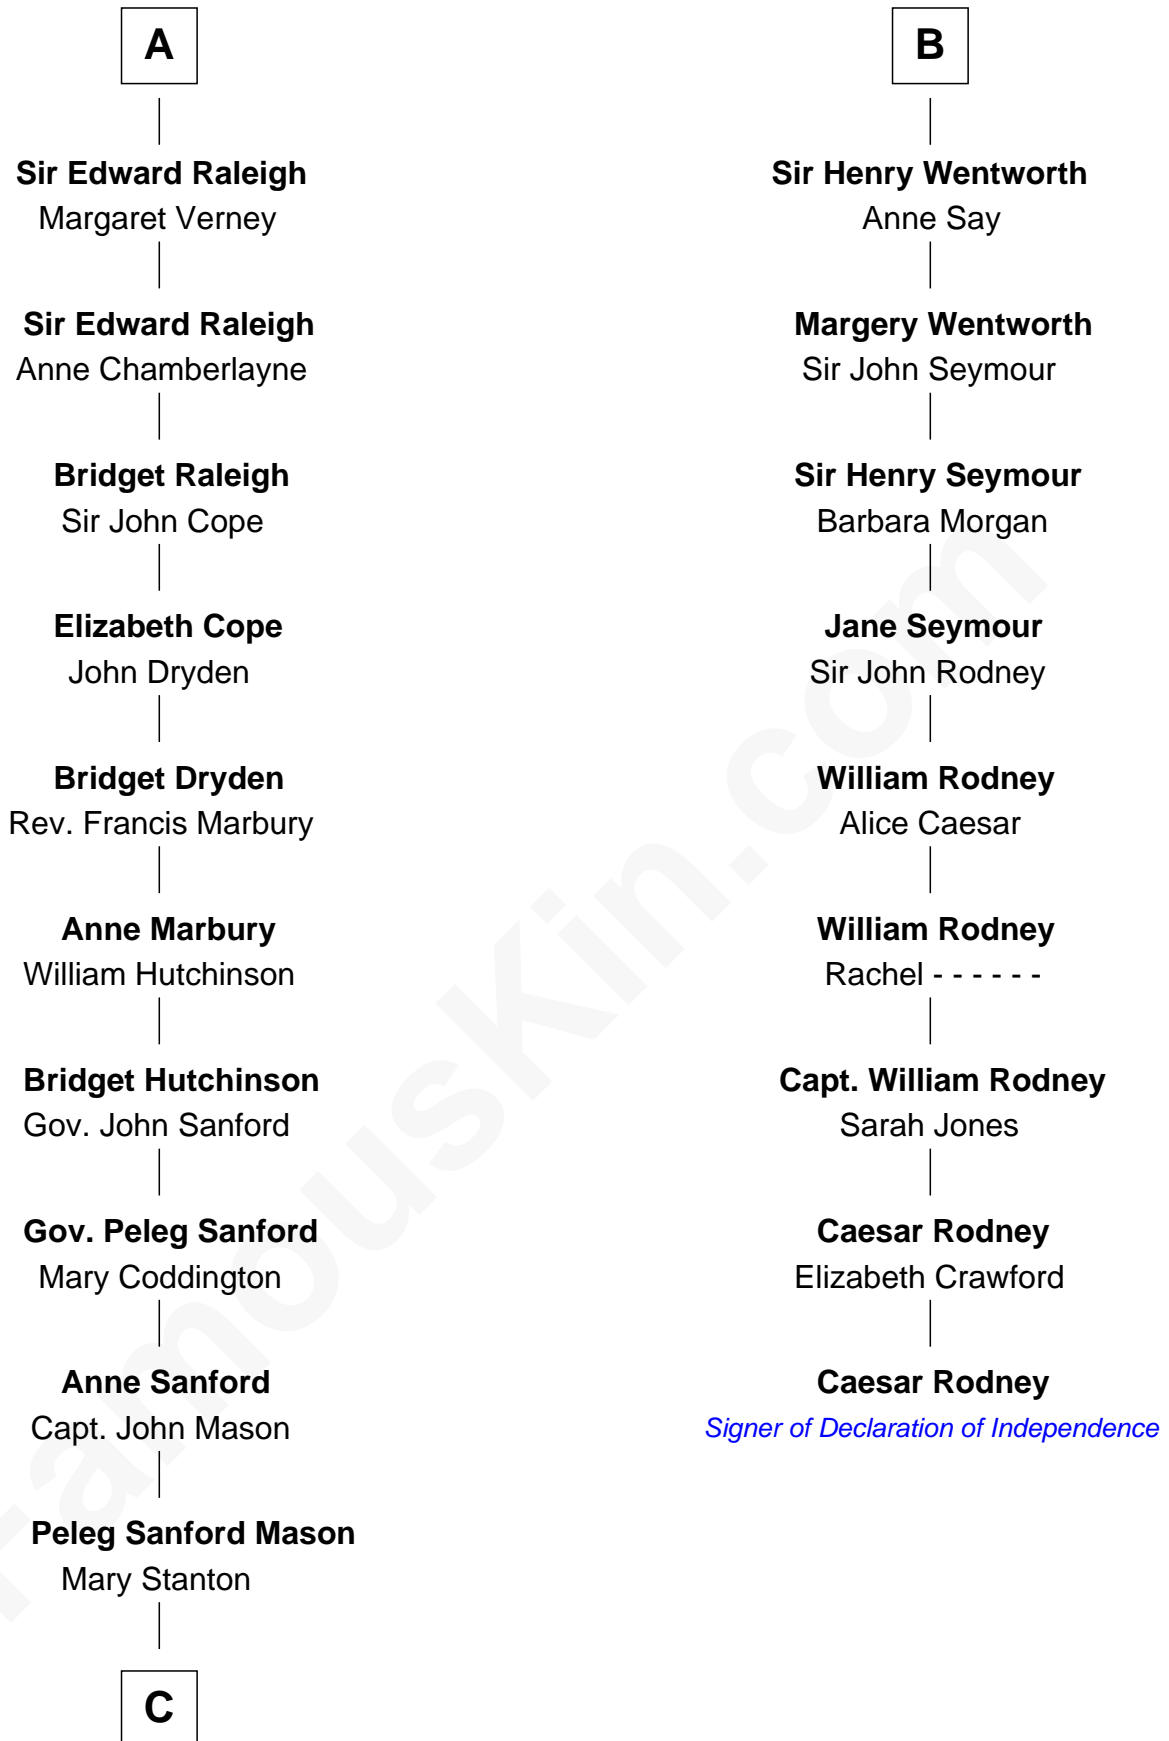 A
Sir Edward Raleigh
Margaret Verney
Sir Edward Raleigh
Anne Chamberlayne
Bridget Raleigh
Sir John Cope
Elizabeth Cope
John Dryden
Bridget Dryden
Rev. Francis Marbury
Anne Marbury
William Hutchinson
Bridget Hutchinson
Gov. John Sanford
Gov. Peleg Sanford
Mary Coddington
Anne Sanford
Capt. John Mason
Peleg Sanford Mason
Mary Stanton
C
B
Sir Henry Wentworth
Anne Say
Margery Wentworth
Sir John Seymour
Sir Henry Seymour
Barbara Morgan
Jane Seymour
Sir John Rodney
William Rodney
Alice Caesar
William Rodney
Rachel - - - - - -
Capt. William Rodney
Sarah Jones
Caesar Rodney
Elizabeth Crawford
Caesar Rodney
Signer of Declaration of Independence
FamousKin.com